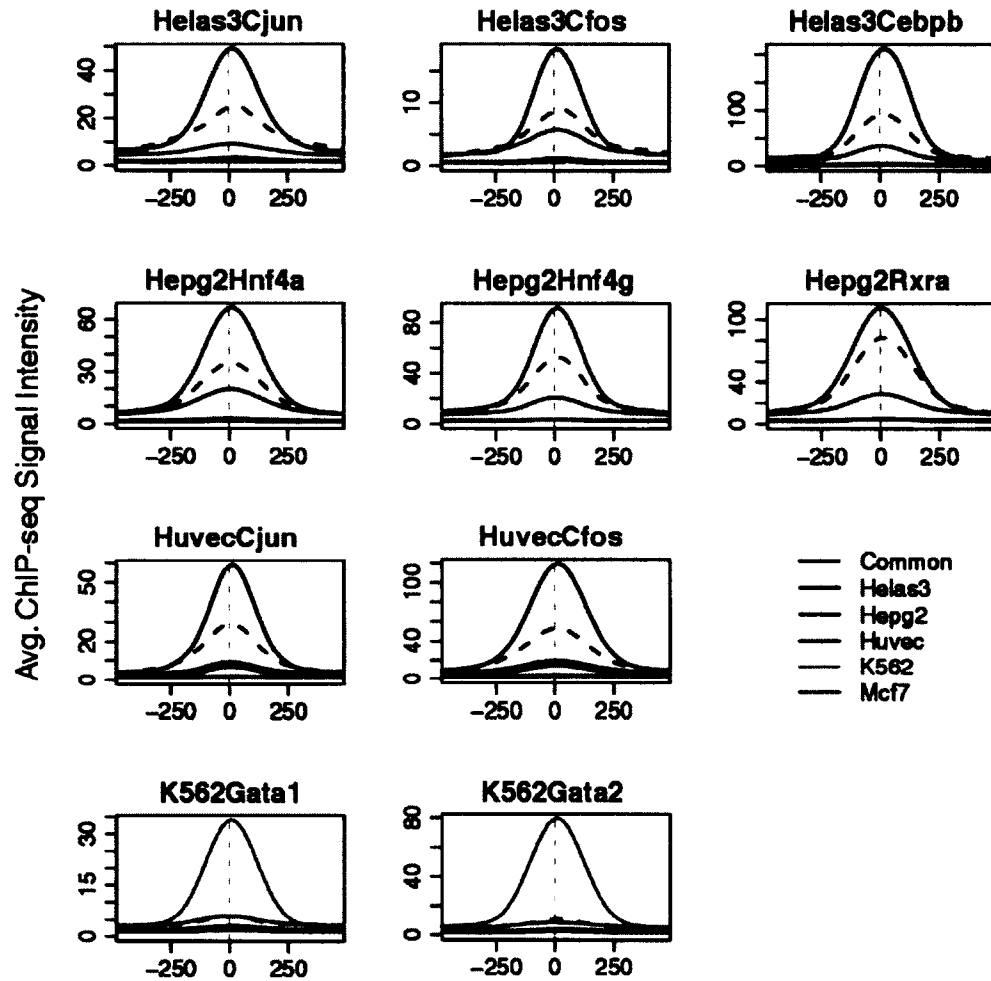 Helas3Cjun
Helas3Cfos
Helas3Cebpb
0 20 40
0 10
0 100
−250 0 250
−250 0 250
−250 0 250
Avg. ChIP-seq Signal Intensity
Hepg2Hnf4a
Hepg2Hnf4g
Hepg2Rxra
0 30 60
0 40 80
0 40 100
−250 0 250
−250 0 250
−250 0 250
HuvecCjun
HuvecCfos
0 20 50
0 40 100
−250 0 250
−250 0 250
Common
Helas3
Hepg2
Huvec
K562
Mcf7
K562Gata1
K562Gata2
0 15 30
0 40 80
−250 0 250
−250 0 250